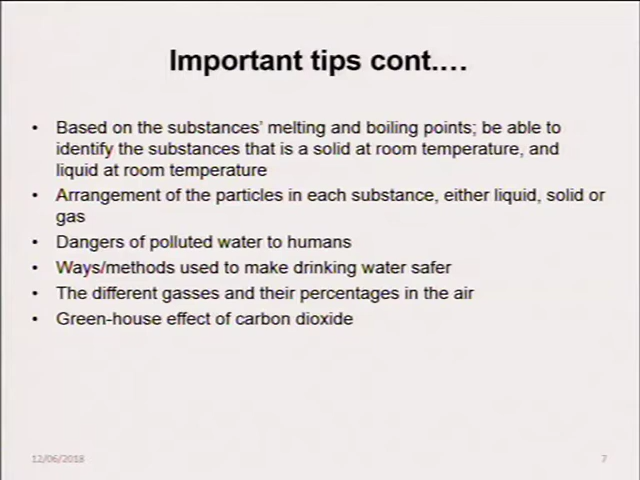 Important tips cont.…
• Based on the substances' melting and boiling points; be able to
identify the substances that is a solid at room temperature, and
liquid at room temperature
• Arrangement of the particles in each substance, either liquid, solid or
gas
• Dangers of polluted water to humans
• Ways/methods used to make drinking water safer
• The different gasses and their percentages in the air
• Green-house effect of carbon dioxide
12/06/2018
7